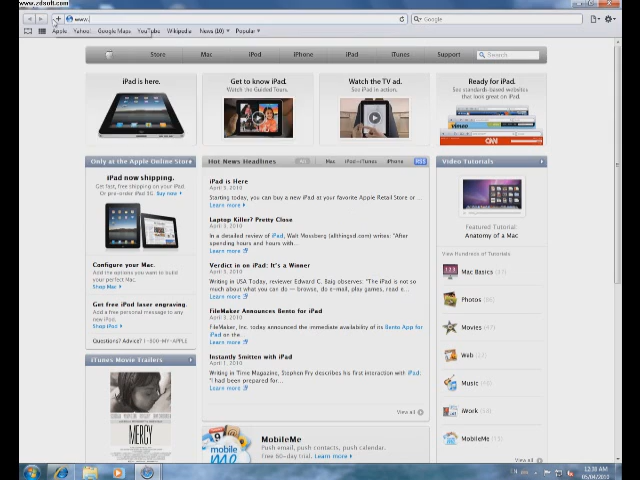 www.zdsoft.com
www.
Google
Apple Yahoo! Google Maps YouTube Wikipedia News (10) Popular
Store Mac iPod iPhone iPad iTunes Support Search
iPad is here.
Get to know iPad.
Watch the Guided Tours.
Watch the TV ad.
See iPad in action.
Ready for iPad.
See standards-based websites
that look great on iPad.
vimeo
CNN
Only at the Apple Online Store
iPad now shipping.
Get fast, free shipping on your iPad.
Or pre-order iPad 3G. Buy now
Configure your Mac.
Add the options you want to
build your perfect Mac.
Shop Mac
Get free iPod laser engraving.
Add a free personal message to any
new iPod.
Shop iPod
Questions? Advice? 1-800-MY-APPLE
iTunes Movie Trailers
MERCY
Hot News Headlines All Mac iPod+iTunes iPhone RSS
iPad is Here
April 3, 2010
Starting today, you can buy a new iPad at your favorite Apple Retail Store or...
Learn more
Laptop Killer? Pretty Close
April 3, 2010
In a detailed review of iPad, Walt Mossberg (allthingsd.com) writes: "After
spending hours and hours with...
Learn more
Verdict in on iPad: It's a Winner
April 3, 2010
Writing in USA Today, reviewer Edward C. Baig observes: "The iPad is not so
much about what you can do — browse, do e-mail, play games, read e...
Learn more
FileMaker Announces Bento for iPad
April 3, 2010
FileMaker, Inc. today announced the immediate availability of its Bento App for
iPad on the...
Learn more
Instantly Smitten with iPad
April 1, 2010
Writing in Time Magazine, Stephen Fry describes his first interaction with iPad:
"I had been prepared for...
Learn more
View all
mobile
me
MobileMe
Push email, push contacts, push calendar.
Free 60-day trial. Learn more
Video Tutorials
Featured Tutorial:
Anatomy of a Mac
View Hundreds of Tutorials
Mac Basics
Photos
Movies
Web
Music
iWork
MobileMe
View all
EN
12:38 AM
05/04/2010